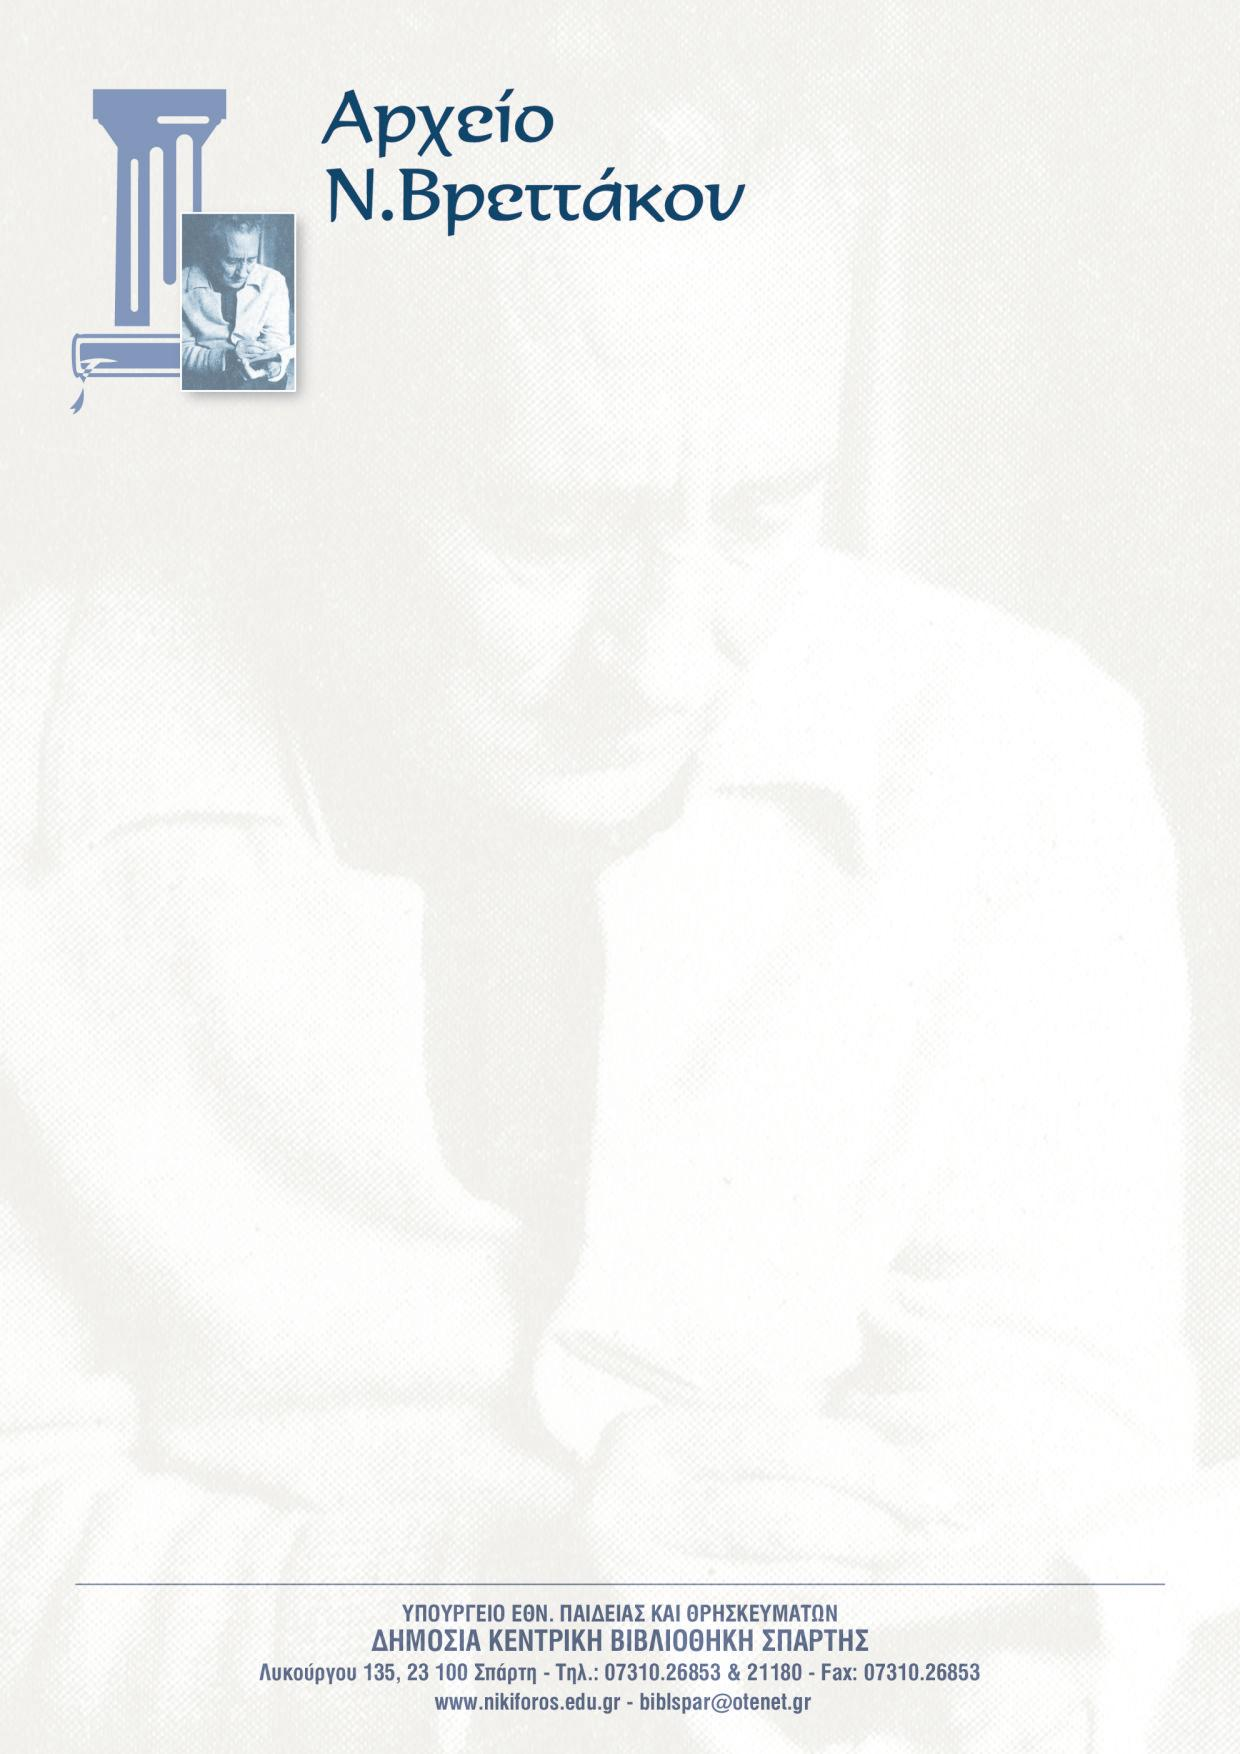 Αρχείο
Ν.Βρεττάκου
ΥΠΟΥΡΓΕΙΟ ΕΘΝ. ΠΑΙΔΕΙΑΣ ΚΑΙ ΘΡΗΣΚΕΥΜΑΤΩΝ
ΔΗΜΟΣΙΑ ΚΕΝΤΡΙΚΗ ΒΙΒΛΙΟΘΗΚΗ ΣΠΑΡΤΗΣ
Λυκούργου 135, 23 100 Σπάρτη - Τηλ.: 07310.26853 & 21180 - Fax: 07310.26853
www.nikiforos.edu.gr - biblspar@otenet.gr